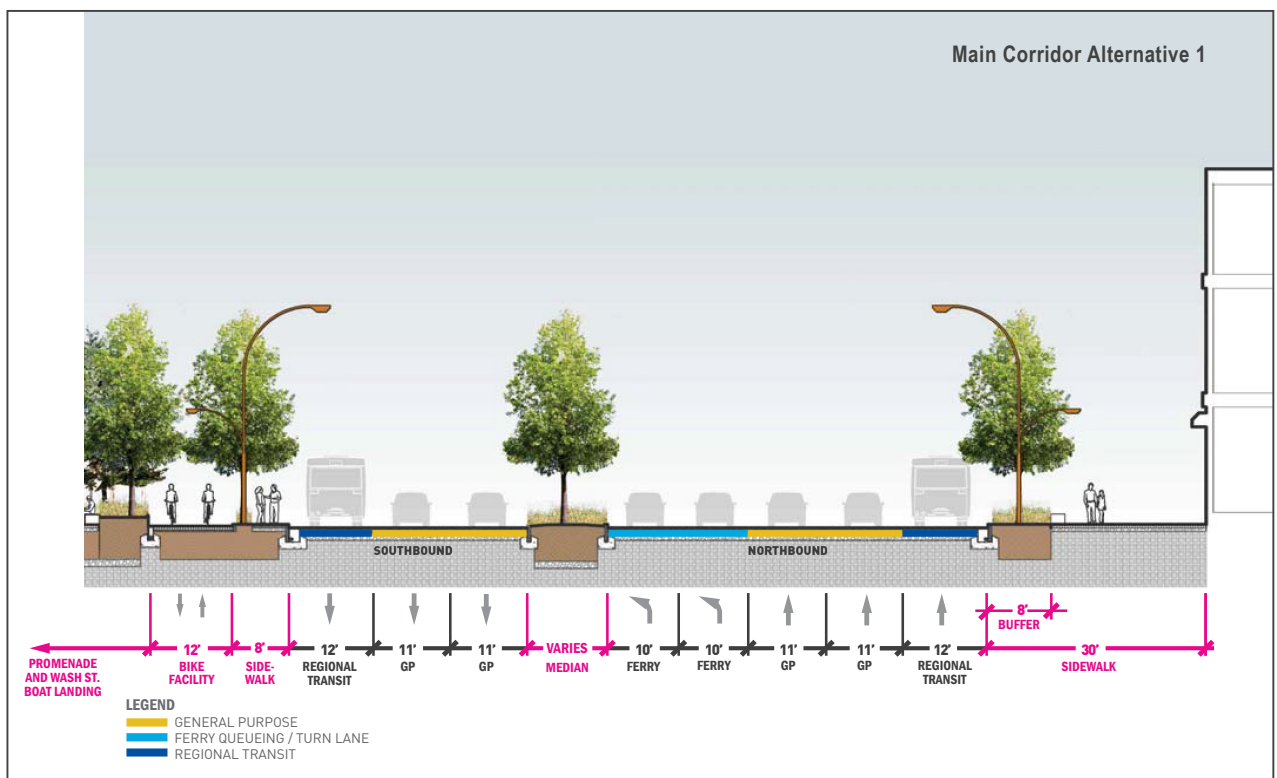 Main Corridor Alternative 1
SOUTHBOUND
NORTHBOUND
8'
BUFFER
12'
BIKE
FACILITY
8'
SIDE-
WALK
12'
REGIONAL
TRANSIT
11'
GP
11'
GP
VARIES
MEDIAN
10'
FERRY
10'
FERRY
11'
GP
11'
GP
12'
REGIONAL
TRANSIT
30'
SIDEWALK
PROMENADE
AND WASH ST.
BOAT LANDING
LEGEND
GENERAL PURPOSE
FERRY QUEUEING / TURN LANE
REGIONAL TRANSIT